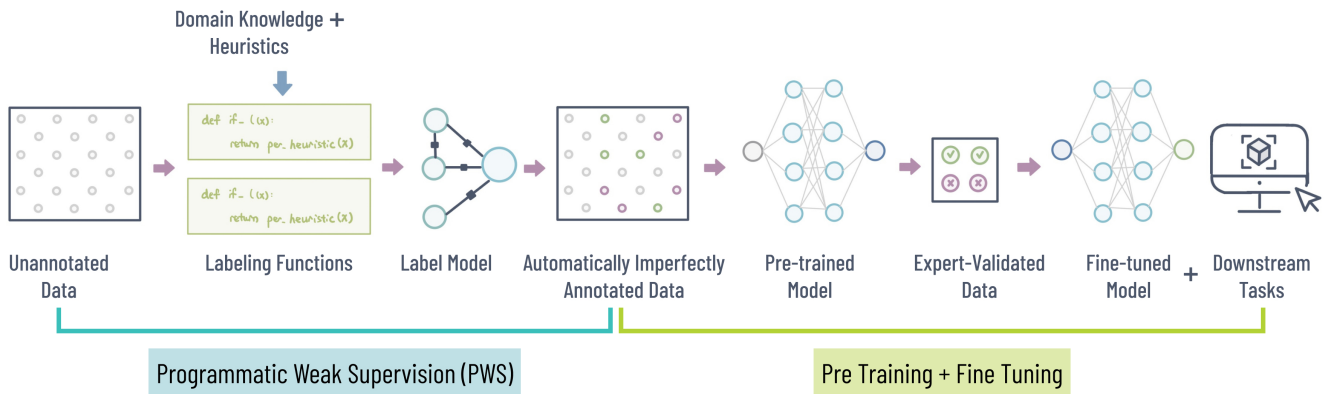 Domain Knowledge +
Heuristics
def if_ (x):
return per_heuristic(x)
def if_ (x):
return per_heuristic(x)
Unannotated
Data
Labeling Functions
Label Model
Automatically Imperfectly
Annotated Data
Pre-trained
Model
Expert-Validated
Data
Fine-tuned
Model
+
Downstream
Tasks
Programmatic Weak Supervision (PWS)
Pre Training + Fine Tuning